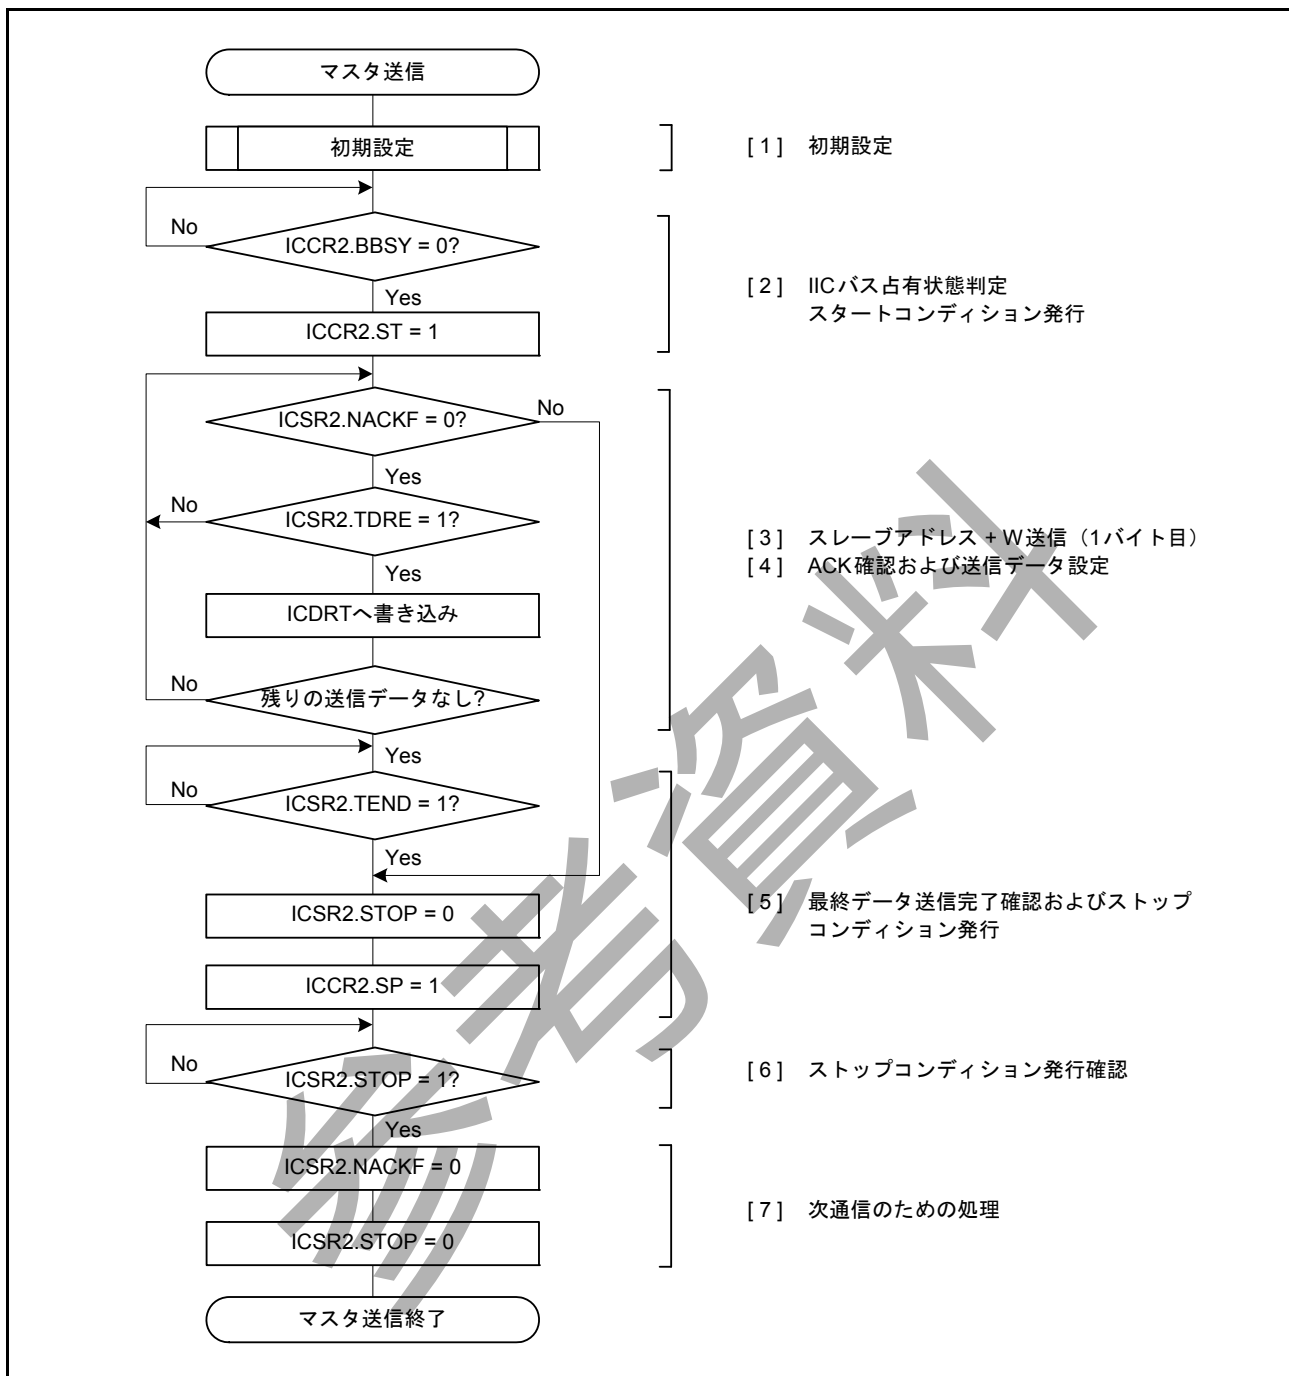 マスタ送信
初期設定
[ 1 ] 初期設定
No
ICCR2.BBSY = 0?
Yes
[ 2 ] IICバス占有状態判定
スタートコンディション発行
ICCR2.ST = 1
ICSR2.NACKF = 0?
No
Yes
No
ICSR2.TDRE = 1?
Yes
[ 3 ] スレーブアドレス + W送信（1バイト目）
[ 4 ] ACK確認および送信データ設定
ICDRTへ書き込み
No
残りの送信データなし?
Yes
No
ICSR2.TEND = 1?
Yes
ICSR2.STOP = 0
[ 5 ] 最終データ送信完了確認およびストップ
コンディション発行
ICCR2.SP = 1
No
ICSR2.STOP = 1?
[ 6 ] ストップコンディション発行確認
Yes
ICSR2.NACKF = 0
[ 7 ] 次通信のための処理
ICSR2.STOP = 0
マスタ送信終了
参考資料